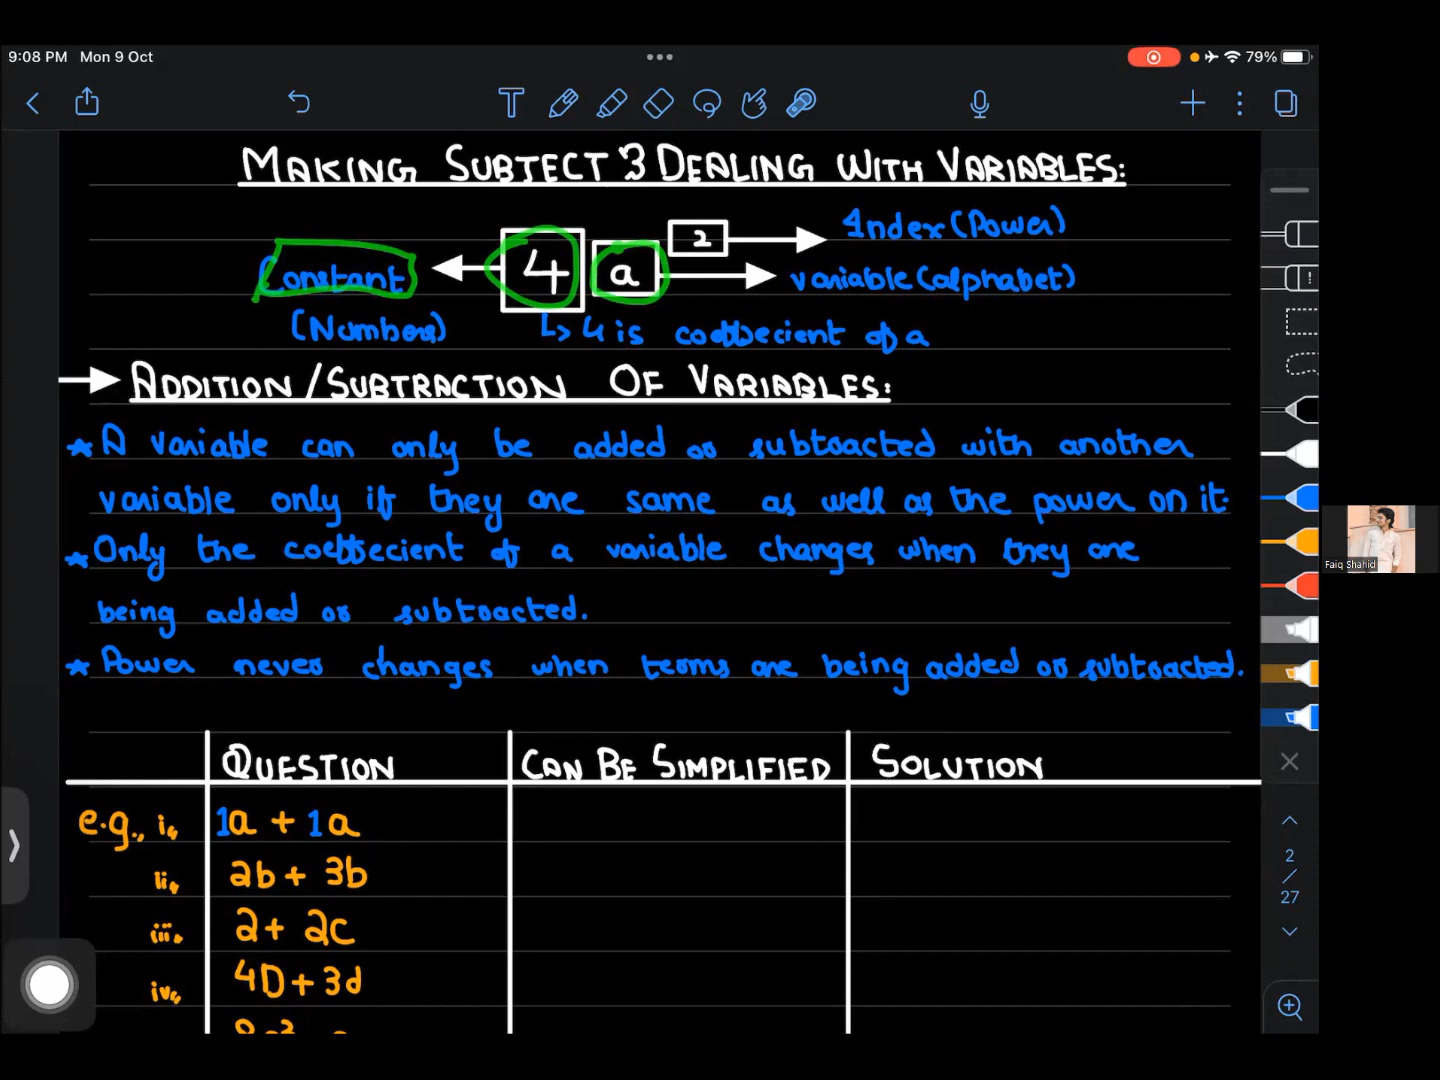 9:08 PM Mon 9 Oct
79%
MAKING SUBJECT & DEALING WITH VARIABLES:
4 a 2
Index (Power)
Constant
variable (alphabet)
(Numbers)
↳ 4 is coefficient of a
ADDITION/SUBTRACTION OF VARIABLES:
* A variable can only be added or subtracted with another
variable only if they are same as well as the power on it.
* Only the coeffecient of a variable changes when they are
being added or subtracted.
* Power never changes when terms are being added or subtracted.
QUESTION CAN BE SIMPLIFIED SOLUTION
e.g., i, 1a + 1a
ii, 2b + 3b
iii. 2 + 2c
iv, 4D + 3d
2
/
27
Faiq Shahid